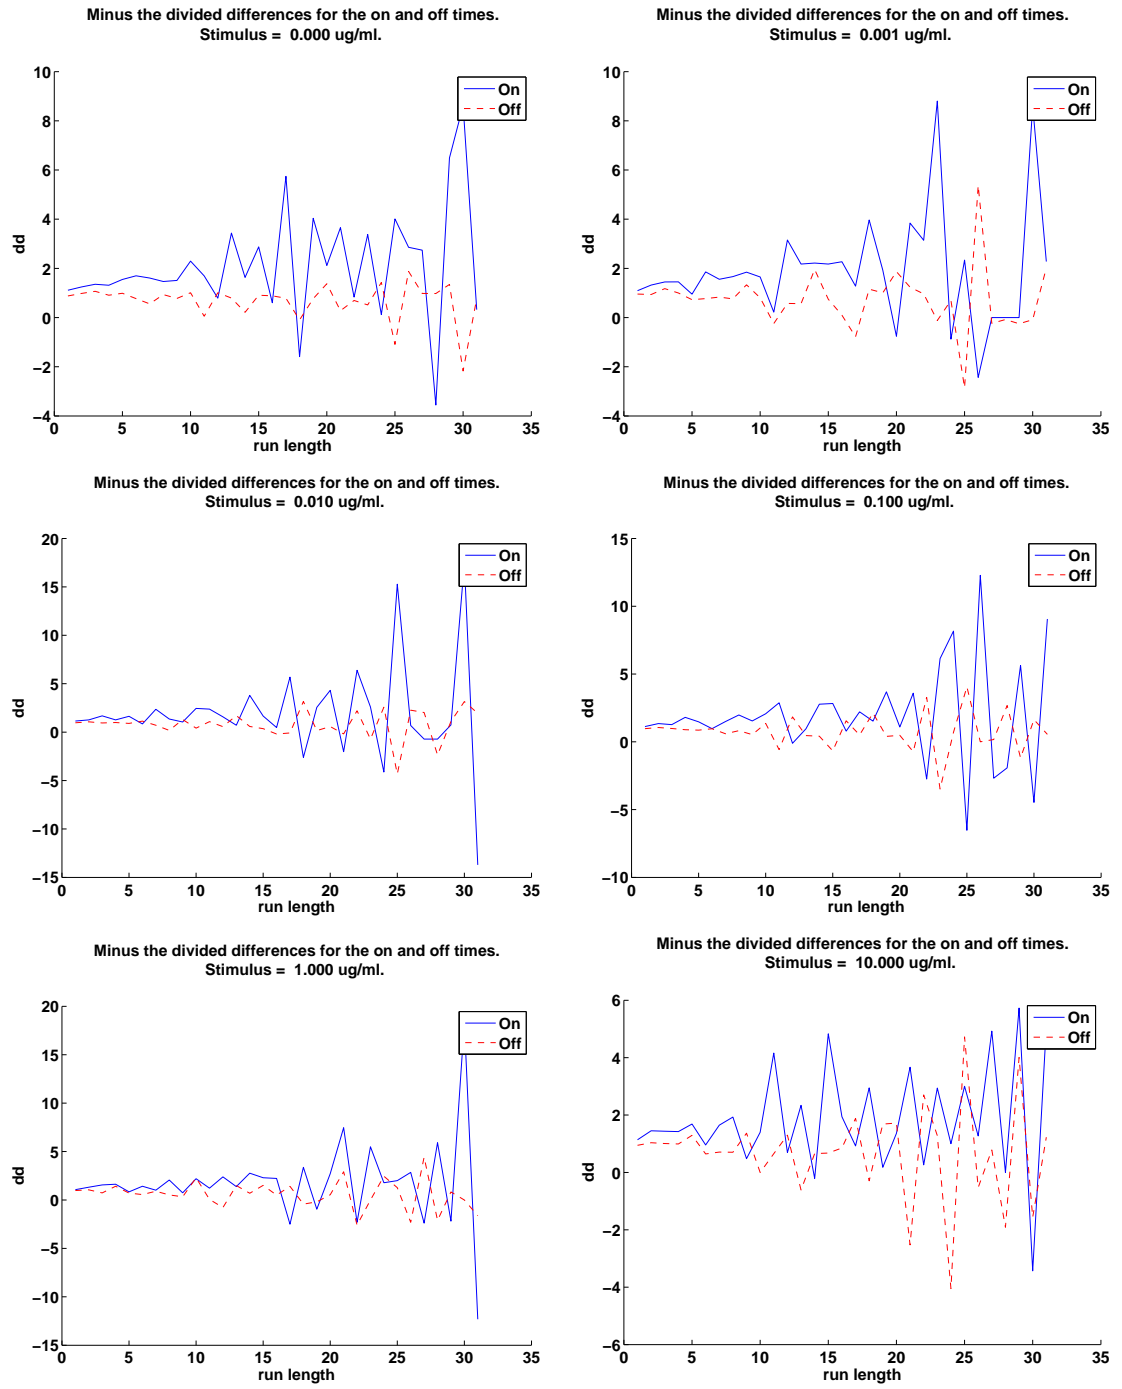 Minus the divided differences for the on and off times.
Stimulus = 0.000 ug/ml.
10
8
6
4
2
0
−2
−4
dd
0 5 10 15 20 25 30 35
run length
On
Off
Minus the divided differences for the on and off times.
Stimulus = 0.001 ug/ml.
10
8
6
4
2
0
−2
−4
dd
0 5 10 15 20 25 30 35
run length
On
Off
Minus the divided differences for the on and off times.
Stimulus = 0.010 ug/ml.
20
15
10
5
0
−5
−10
−15
dd
0 5 10 15 20 25 30 35
run length
On
Off
Minus the divided differences for the on and off times.
Stimulus = 0.100 ug/ml.
15
10
5
0
−5
−10
dd
0 5 10 15 20 25 30 35
run length
On
Off
Minus the divided differences for the on and off times.
Stimulus = 1.000 ug/ml.
20
15
10
5
0
−5
−10
−15
dd
0 5 10 15 20 25 30 35
run length
On
Off
Minus the divided differences for the on and off times.
Stimulus = 10.000 ug/ml.
6
4
2
0
−2
−4
−6
dd
0 5 10 15 20 25 30 35
run length
On
Off